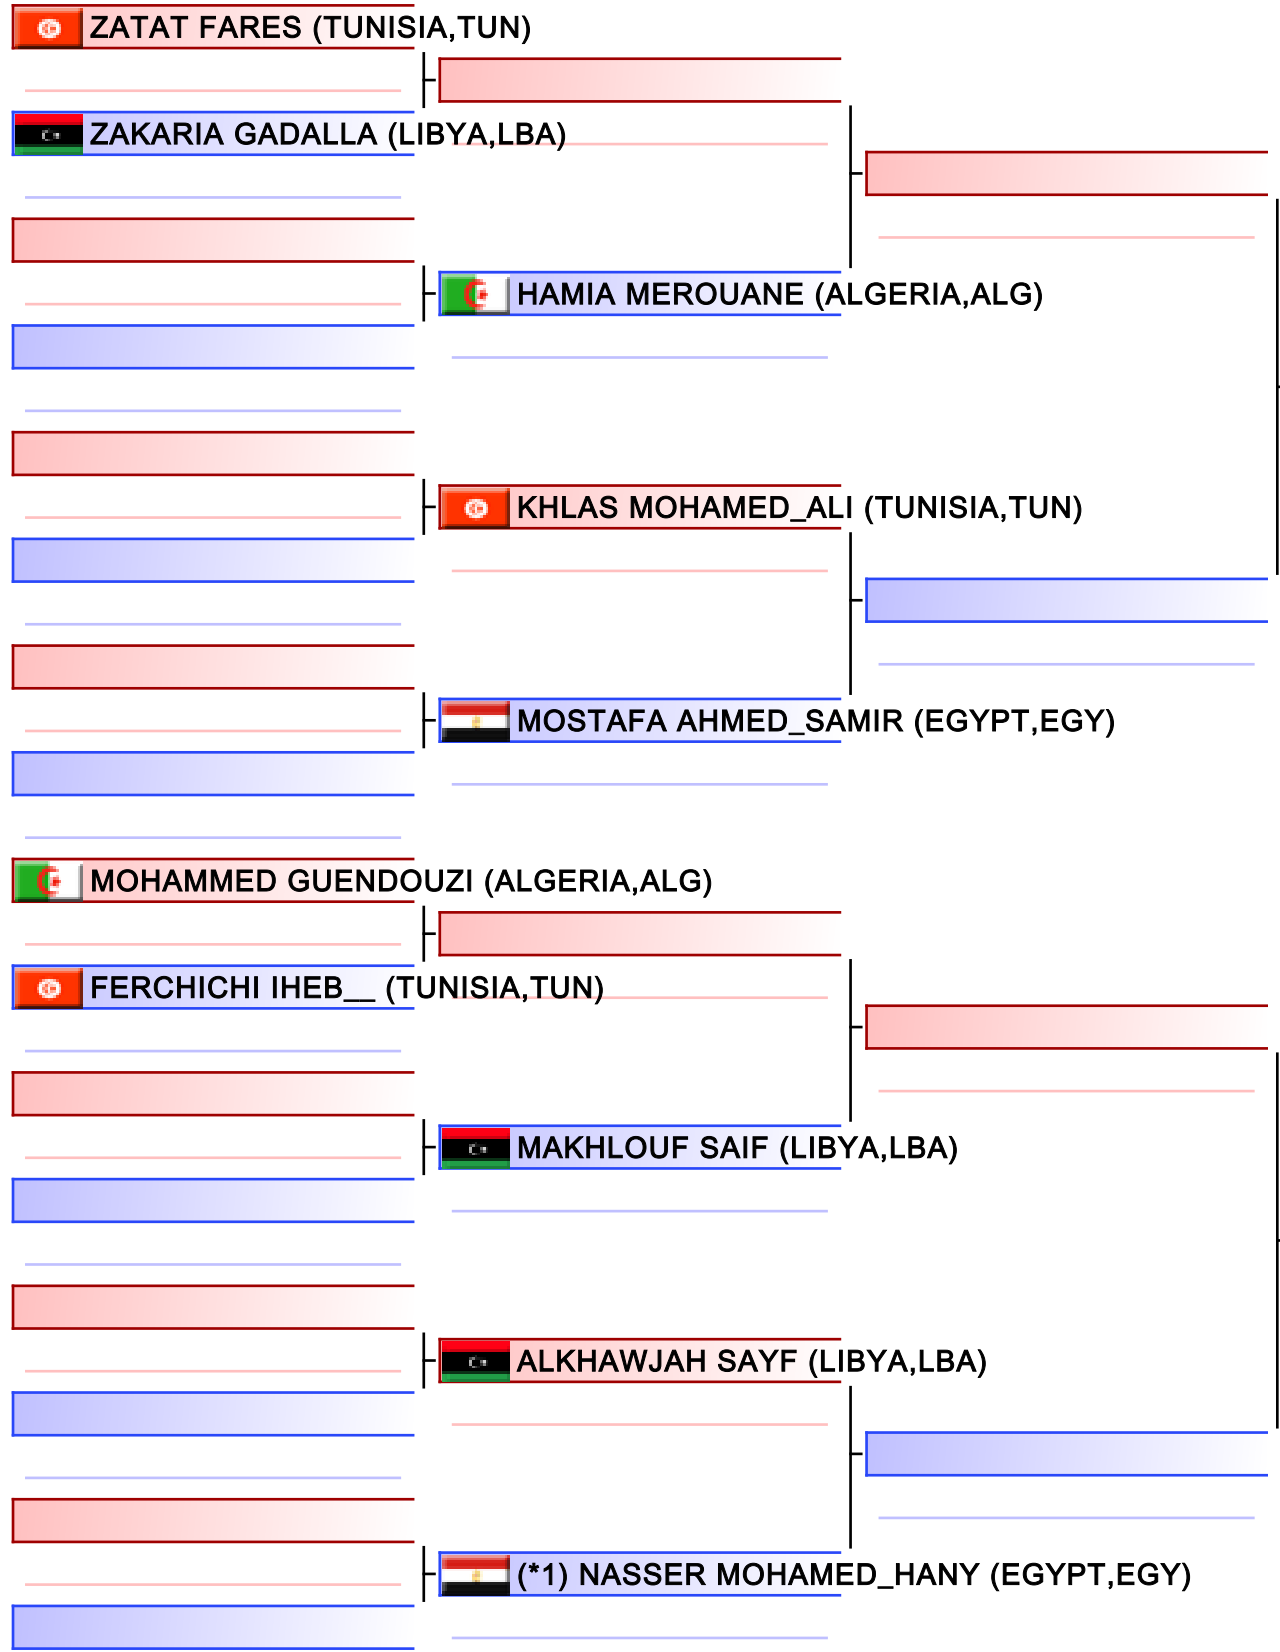 ZATAT FARES (TUNISIA,TUN)
ZAKARIA GADALLA (LIBYA,LBA)
HAMIA MEROUANE (ALGERIA,ALG)
KHLAS MOHAMED_ALI (TUNISIA,TUN)
MOSTAFA AHMED_SAMIR (EGYPT,EGY)
MOHAMMED GUENDOUZI (ALGERIA,ALG)
FERCHICHI IHEB__ (TUNISIA,TUN)
MAKHLOUF SAIF (LIBYA,LBA)
ALKHAWJAH SAYF (LIBYA,LBA)
(*1) NASSER MOHAMED_HANY (EGYPT,EGY)